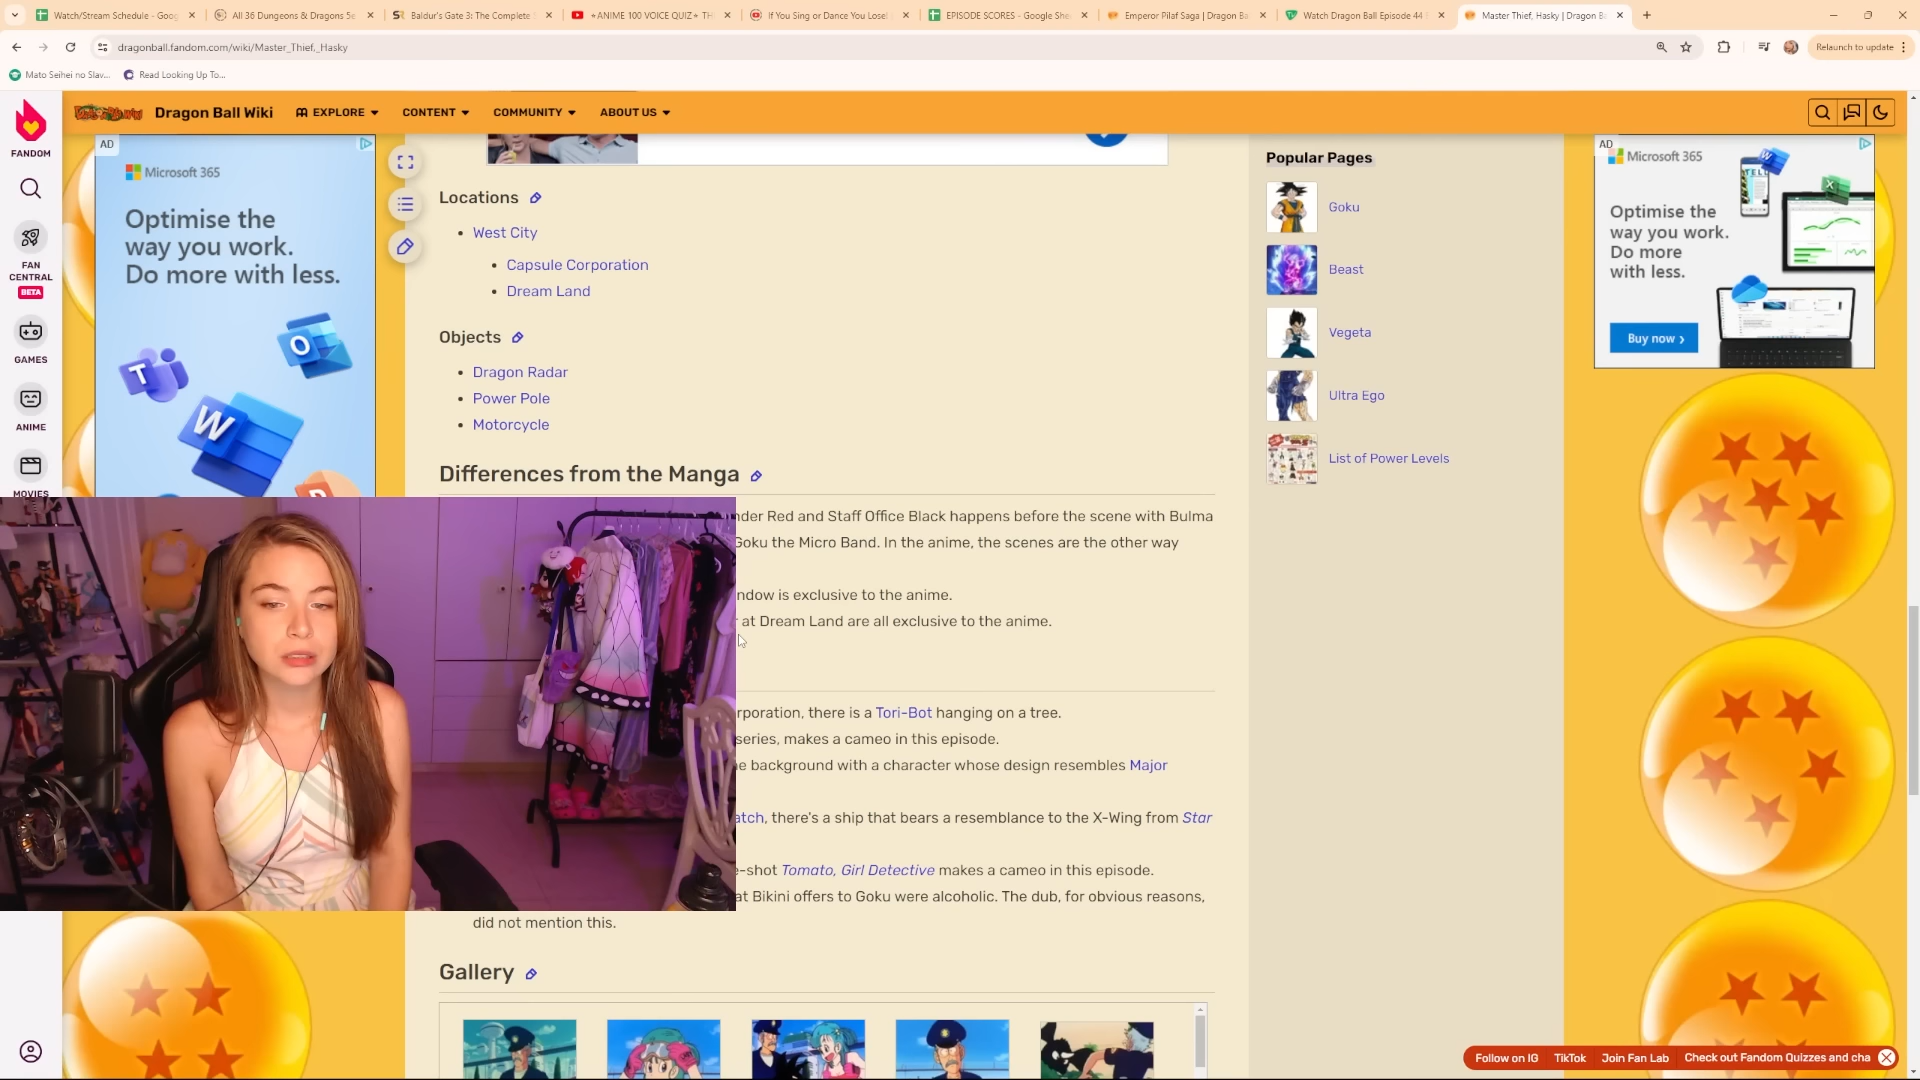 Watch/Stream Schedule - Goog
All 36 Dungeons & Dragons 5e
Baldur's Gate 3: The Complete
⭐ANIME 100 VOICE QUIZ⭐ TH
If You Sing or Dance You Lose!
EPISODE SCORES - Google She
Emperor Pilaf Saga | Dragon Ba
Watch Dragon Ball Episode 44
Master Thief, Hasky | Dragon B
dragonball.fandom.com/wiki/Master_Thief,_Hasky
Relaunch to update
Mato Seihei no Slav...
Read Looking Up To...
FANDOM
FAN
CENTRAL
BETA
GAMES
ANIME
MOVIES
Dragon Ball Wiki
EXPLORE
CONTENT
COMMUNITY
ABOUT US
AD
Microsoft 365
Optimise the
way you work.
Do more with less.
Locations
West City
Capsule Corporation
Dream Land
Objects
Dragon Radar
Power Pole
Motorcycle
Differences from the Manga
nder Red and Staff Office Black happens before the scene with Bulma
Goku the Micro Band. In the anime, the scenes are the other way
ndow is exclusive to the anime.
at Dream Land are all exclusive to the anime.
rporation, there is a Tori-Bot hanging on a tree.
series, makes a cameo in this episode.
e background with a character whose design resembles Major
atch, there's a ship that bears a resemblance to the X-Wing from Star
e-shot Tomato, Girl Detective makes a cameo in this episode.
at Bikini offers to Goku were alcoholic. The dub, for obvious reasons,
did not mention this.
Gallery
Popular Pages
Goku
Beast
Vegeta
Ultra Ego
List of Power Levels
AD
Microsoft 365
Optimise the
way you work.
Do more
with less.
Buy now
Follow on IG
TikTok
Join Fan Lab
Check out Fandom Quizzes and cha